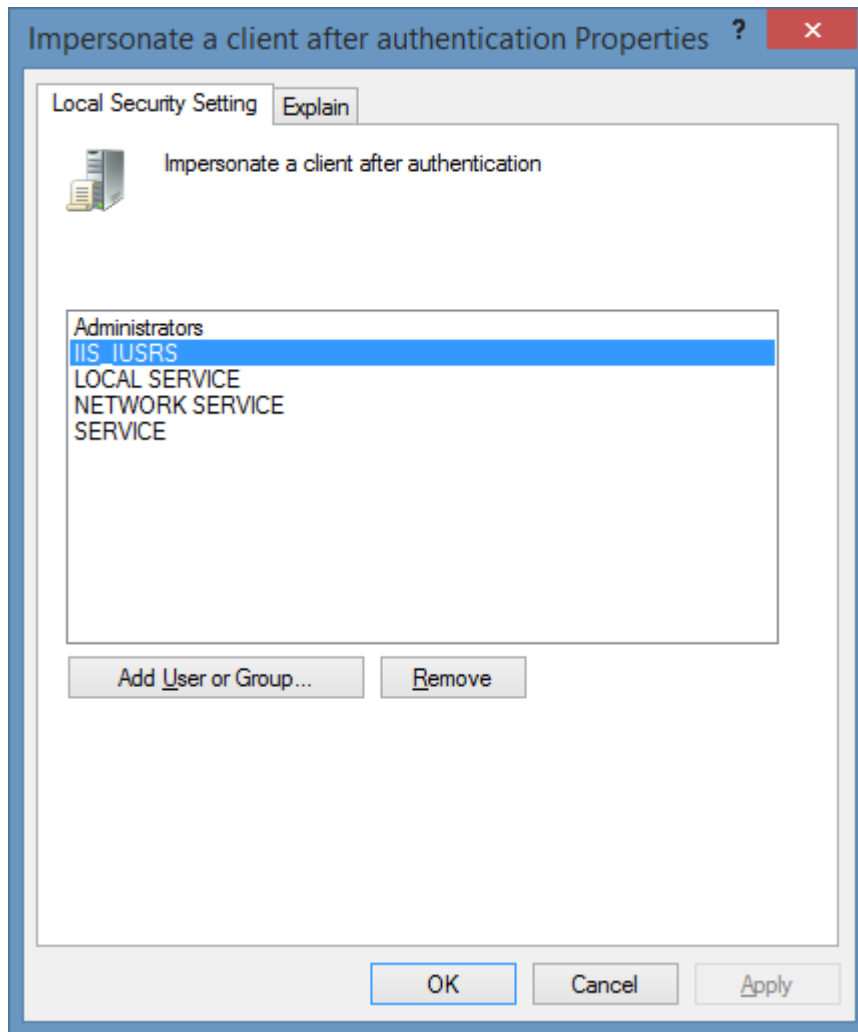 Impersonate a client after authentication Properties ? ×
Local Security Setting Explain
Impersonate a client after authentication
Administrators
IIS_IUSRS
LOCAL SERVICE
NETWORK SERVICE
SERVICE
Add User or Group... Remove
OK Cancel Apply